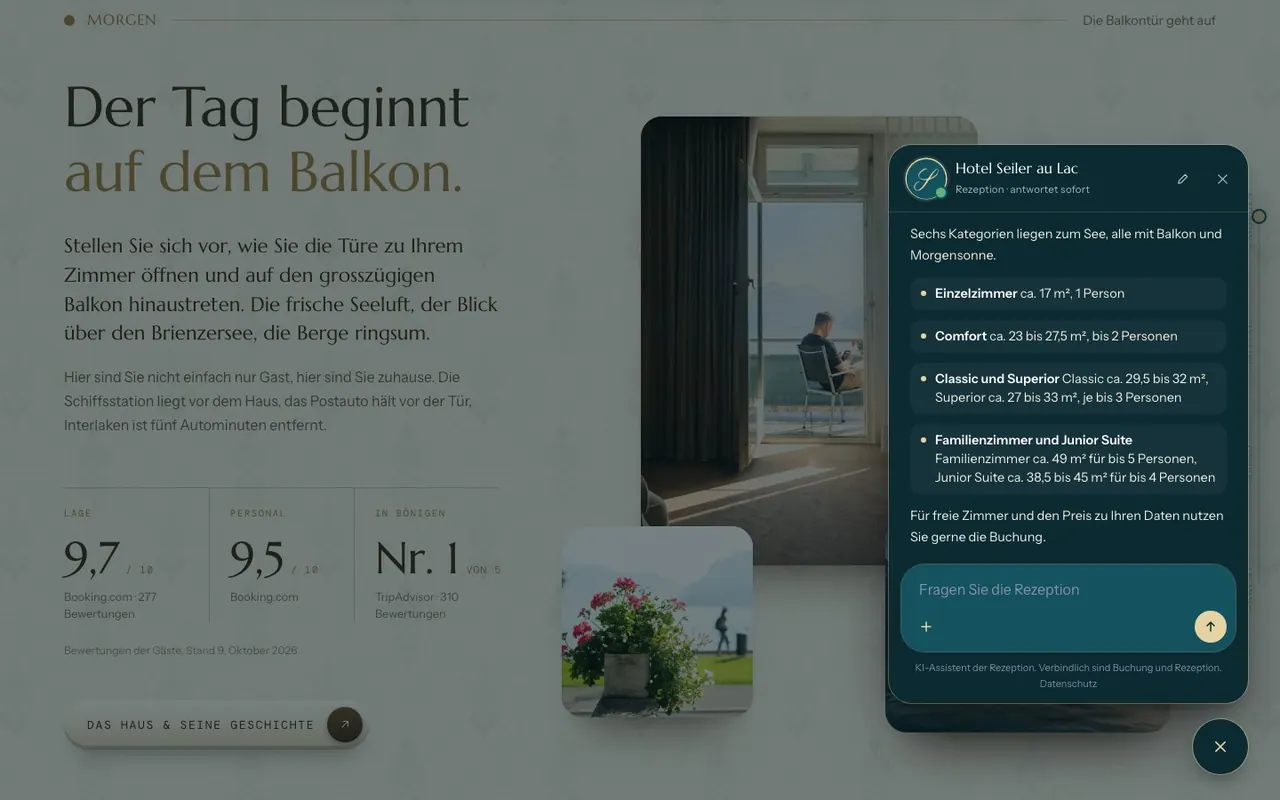 MORGEN
Die Balkontür geht auf
Der Tag beginnt
auf dem Balkon.
Stellen Sie sich vor, wie Sie die Türe zu Ihrem
Zimmer öffnen und auf den grosszügigen
Balkon hinaustreten. Die frische Seeluft, der Blick
über den Brienzersee, die Berge ringsum.
Hier sind Sie nicht einfach nur Gast, hier sind Sie zuhause. Die
Schiffsstation liegt vor dem Haus, das Postauto hält vor der Tür,
Interlaken ist fünf Autominuten entfernt.
LAGE
9,7 / 10
Booking.com · 277
Bewertungen
PERSONAL
9,5 / 10
Booking.com
IN BÖNIGEN
Nr. 1 VON 5
TripAdvisor · 310
Bewertungen
Bewertungen der Gäste, Stand 9. Oktober 2026
DAS HAUS & SEINE GESCHICHTE
Hotel Seiler au Lac
Rezeption · antwortet sofort
Sechs Kategorien liegen zum See, alle mit Balkon und
Morgensonne.
Einzelzimmer ca. 17 m², 1 Person
Comfort ca. 23 bis 27,5 m², bis 2 Personen
Classic und Superior Classic ca. 29,5 bis 32 m²,
Superior ca. 27 bis 33 m², je bis 3 Personen
Familienzimmer und Junior Suite
Familienzimmer ca. 49 m² für bis 5 Personen,
Junior Suite ca. 38,5 bis 45 m² für bis 4 Personen
Für freie Zimmer und den Preis zu Ihren Daten nutzen
Sie gerne die Buchung.
Fragen Sie die Rezeption
KI-Assistent der Rezeption. Verbindlich sind Buchung und Rezeption.
Datenschutz